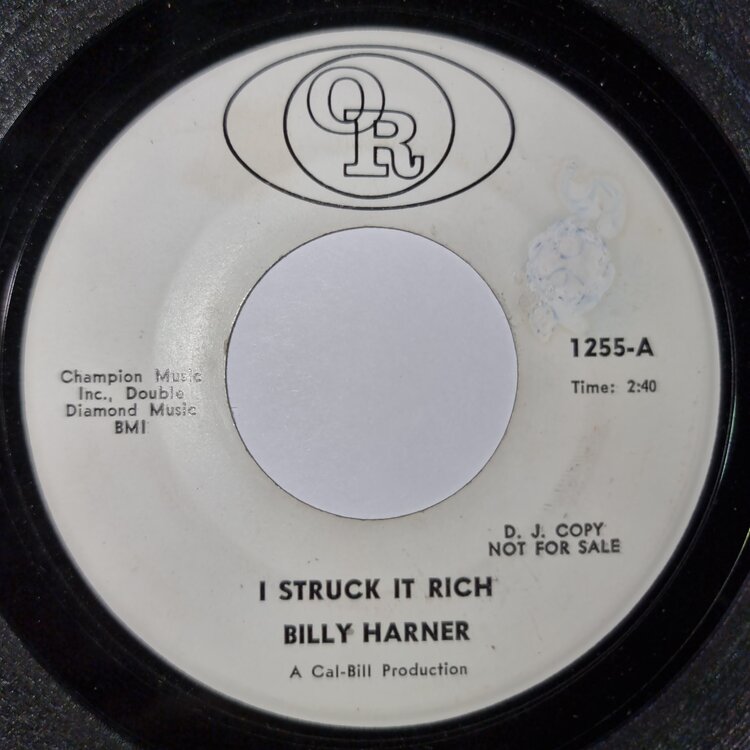 OR
1255-A
Time: 2:40
Champion Music
Inc., Double
Diamond Music
BMI
D. J. COPY
NOT FOR SALE
I STRUCK IT RICH
BILLY HARNER
A Cal-Bill Production